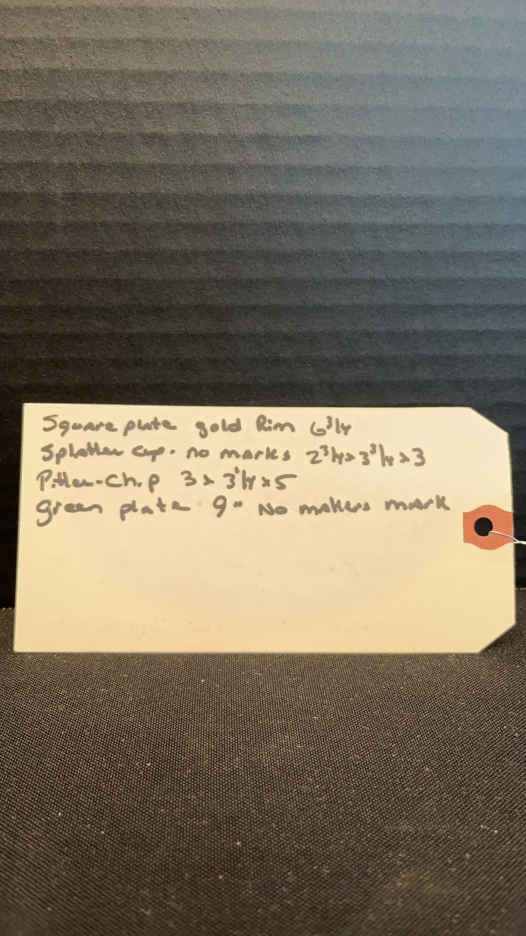 Square plate gold Rim 6 3/4
Splatter cup. no marks 2 3/4 x 3 3/4 x 3
Pitter-Chip 3 x 3 1/4 x 5
green plate 9" No makers mark